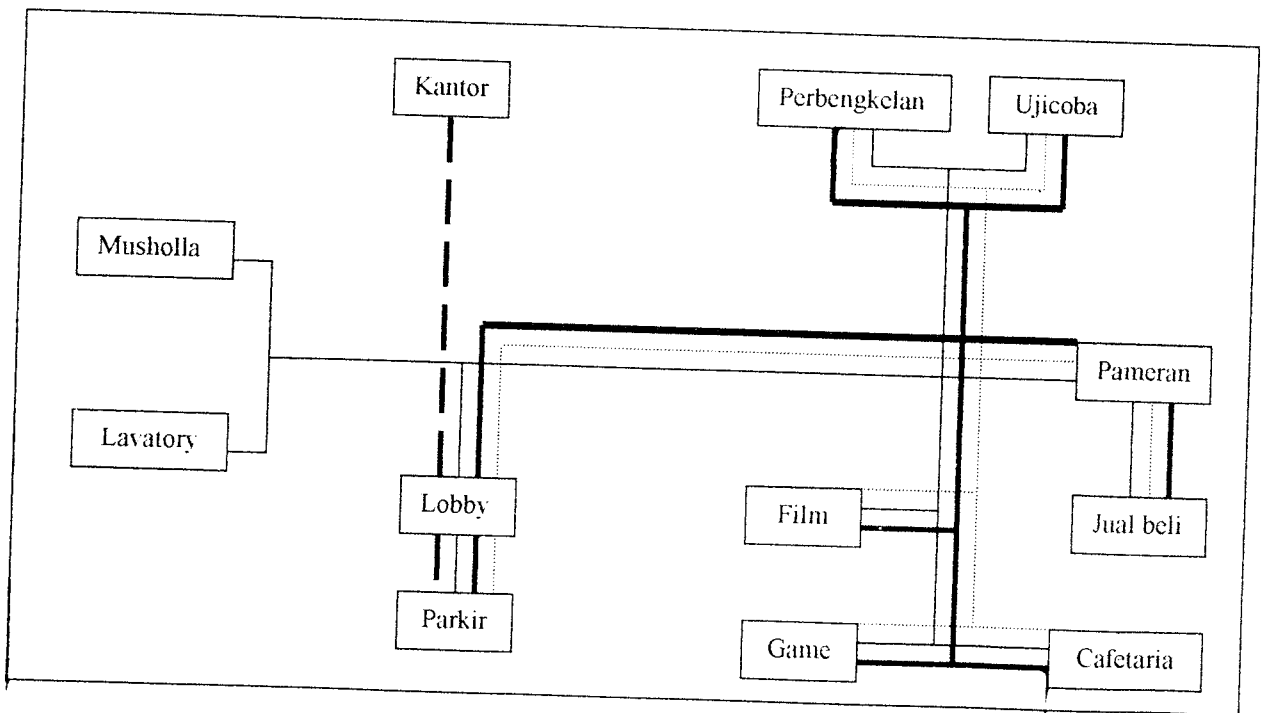 Kantor
Perbengkelan
Ujicoba
Musholla
Pameran
Lavatory
Lobby
Film
Jual beli
Parkir
Game
Cafetaria